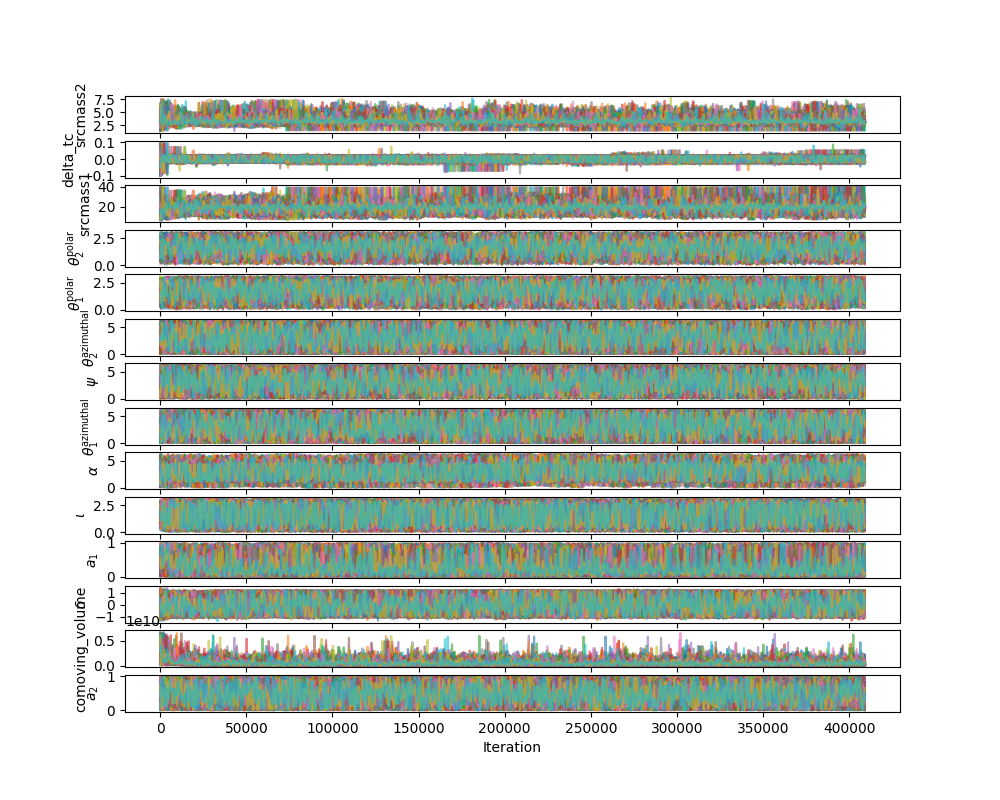 srcmass2
7.5
5.0
2.5
delta_tc
0.1
0.0
−0.1
srcmass1
40
20
θ₂^polar
2.5
0.0
θ₁^polar
2.5
0.0
θ₂^azimuthal
5
0
ψ
5
0
θ₁^azimuthal
5
0
α
5
0
ι
2.5
0.0
a₁
1
0
1
0
−1
1e10
comoving_volume
0.5
0.0
a₂
1
0
0 50000 100000 150000 200000 250000 300000 350000 400000
Iteration